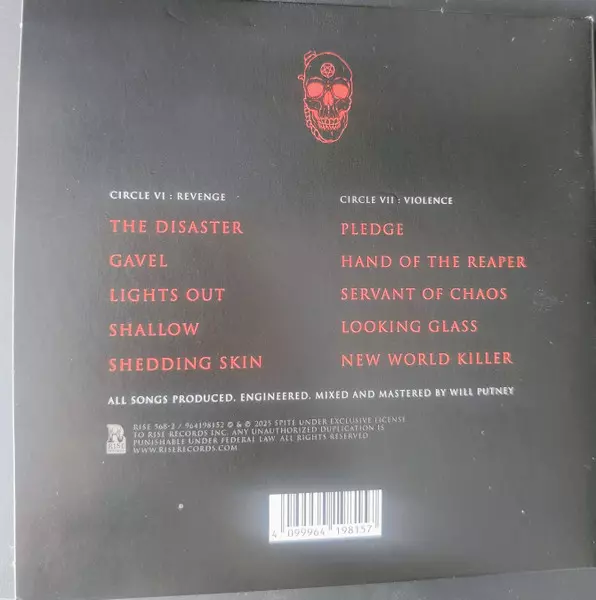 CIRCLE VI : REVENGE
THE DISASTER
GAVEL
LIGHTS OUT
SHALLOW
SHEDDING SKIN
CIRCLE VII : VIOLENCE
PLEDGE
HAND OF THE REAPER
SERVANT OF CHAOS
LOOKING GLASS
NEW WORLD KILLER
ALL SONGS PRODUCED, ENGINEERED, MIXED AND MASTERED BY WILL PUTNEY
RISE
RISE 568-2 / 964198152 © & ℗ 2025 SPITE UNDER EXCLUSIVE LICENSE
TO RISE RECORDS INC. ANY UNAUTHORIZED DUPLICATION IS
PUNISHABLE UNDER FEDERAL LAW. ALL RIGHTS RESERVED
WWW.RISERECORDS.COM
4 099964 198157